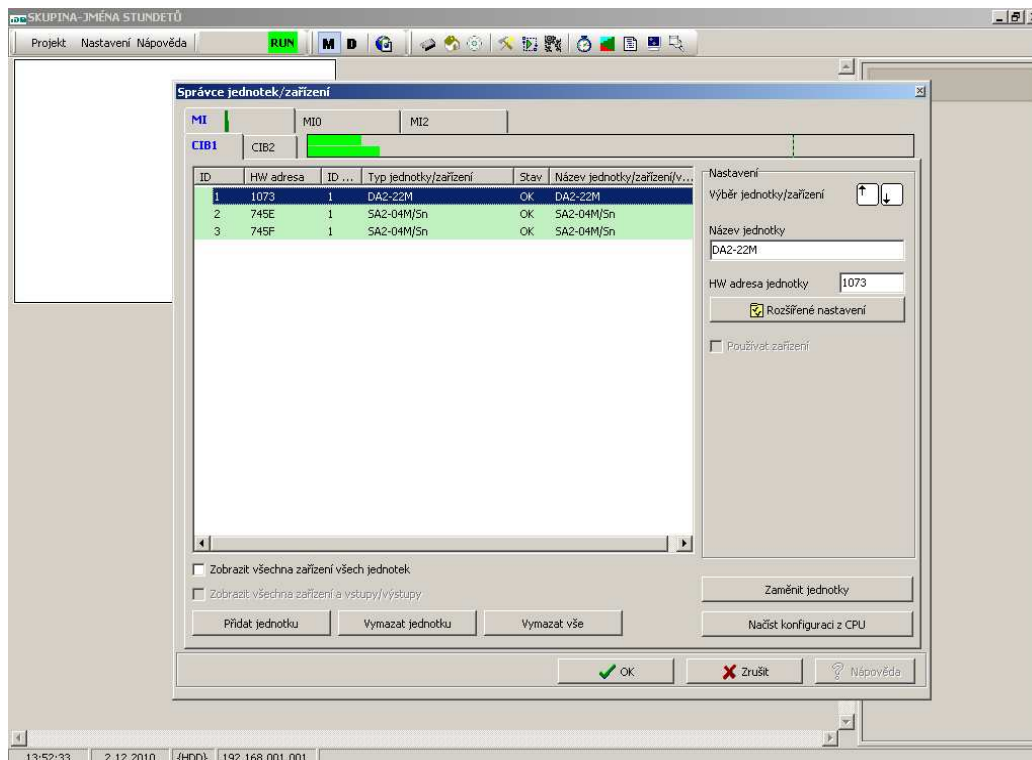 SKUPINA-JMÉNA STUNDETŮ
Projekt Nastavení Nápověda RUN M D
Správce jednotek/zařízení
MI MI0 MI2
CIB1 CIB2
ID HW adresa ID ... Typ jednotky/zařízení Stav Název jednotky/zařízení/v...
1 1073 1 DA2-22M OK DA2-22M
2 745E 1 SA2-04M/Sn OK SA2-04M/Sn
3 745F 1 SA2-04M/Sn OK SA2-04M/Sn
Nastavení
Výběr jednotky/zařízení
Název jednotky
DA2-22M
HW adresa jednotky 1073
Rozšířené nastavení
Používat zařízení
Zobrazit všechna zařízení všech jednotek
Zobrazit všechna zařízení a vstupy/výstupy
Přidat jednotku Vymazat jednotku Vymazat vše
Zaměnit jednotky
Načíst konfiguraci z CPU
OK Zrušit Nápověda
13:52:33 2.12.2010 {HDD} 192.168.001.001